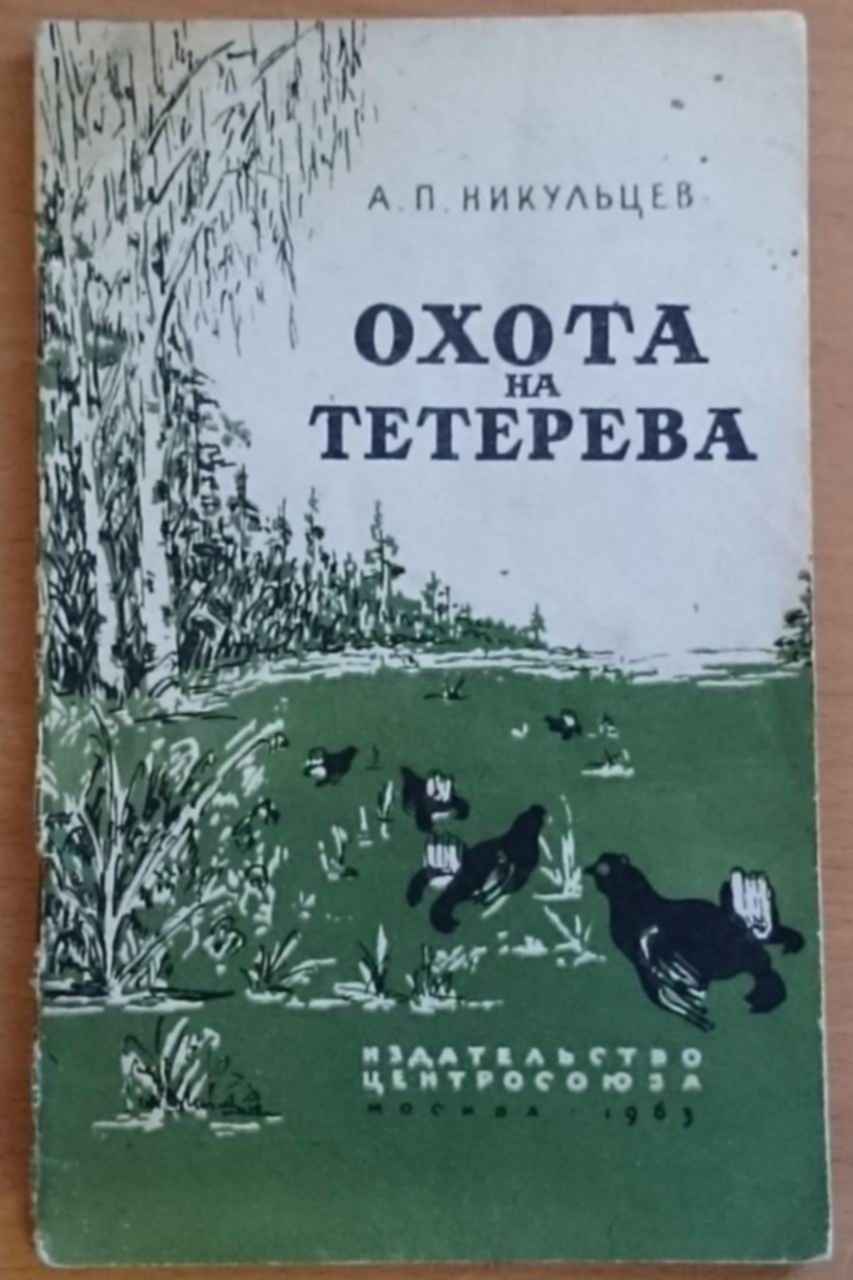 А. П. НИКУЛЬЦЕВ
ОХОТА
НА
ТЕТЕРЕВА
ИЗДАТЕЛЬСТВО
ЦЕНТРОСОЮЗА
МОСКВА · 1963